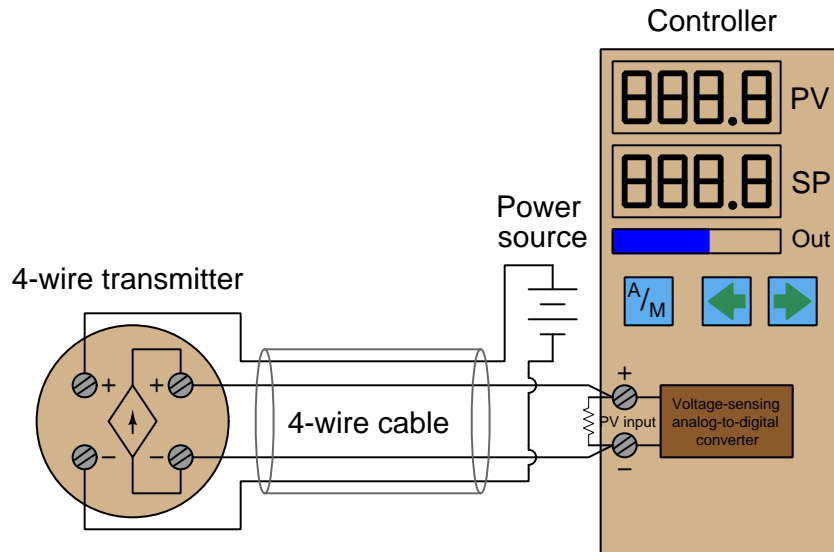 Controller
888.8
PV
888.8
SP
Out
A/M
Power
source
4-wire transmitter
+
+
−
−
4-wire cable
+
PV input
−
Voltage-sensing
analog-to-digital
converter